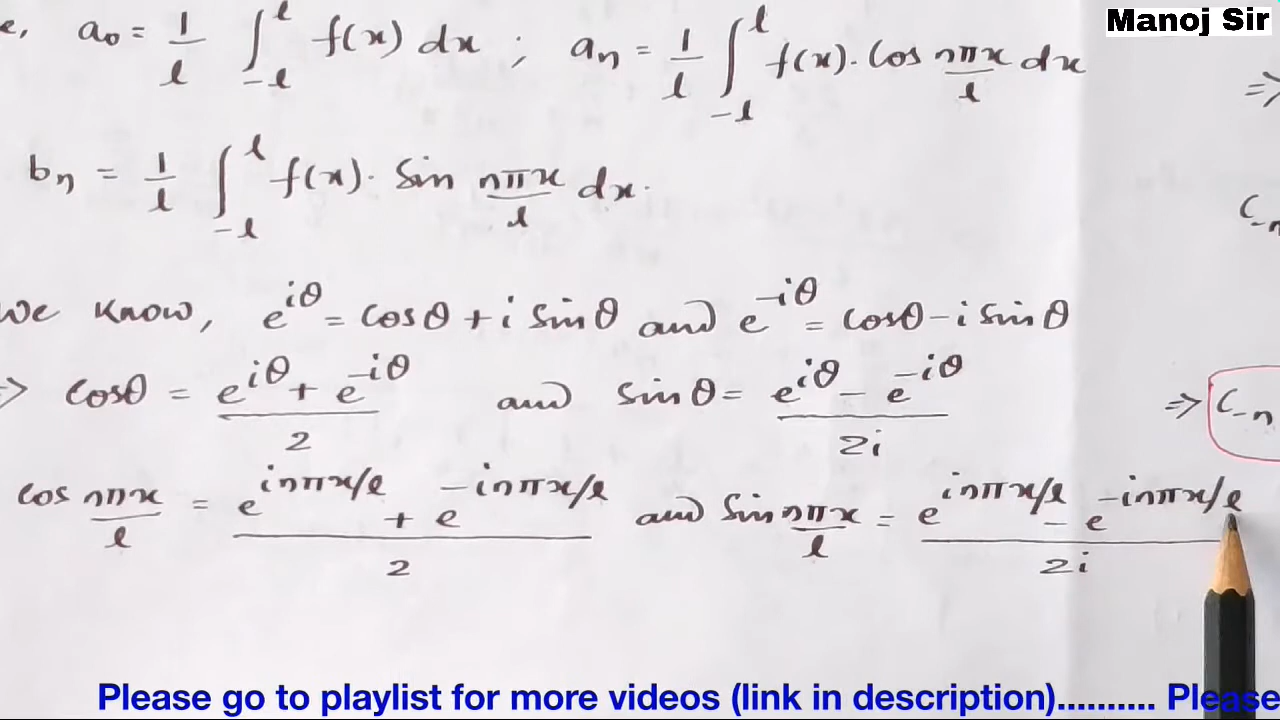 Manoj Sir
e, a₀ = 1/l ∫_{-l}^{l} f(x) dx ; aₙ = 1/l ∫_{-l}^{l} f(x). Cos nπx/l dx
⇒
bₙ = 1/l ∫_{-l}^{l} f(x). Sin nπx/l dx.
C₋ₙ
We know, e^{iθ} = Cosθ + i Sinθ and e^{-iθ} = Cosθ - i Sinθ
⇒ Cosθ = (e^{iθ} + e^{-iθ})/2 and Sinθ = (e^{iθ} - e^{-iθ})/2i ⇒ C₋ₙ
Cos nπx/l = (e^{inπx/l} + e^{-inπx/l})/2 and Sin nπx/l = (e^{inπx/l} - e^{-inπx/l})/2i
Please go to playlist for more videos (link in description).......... Please